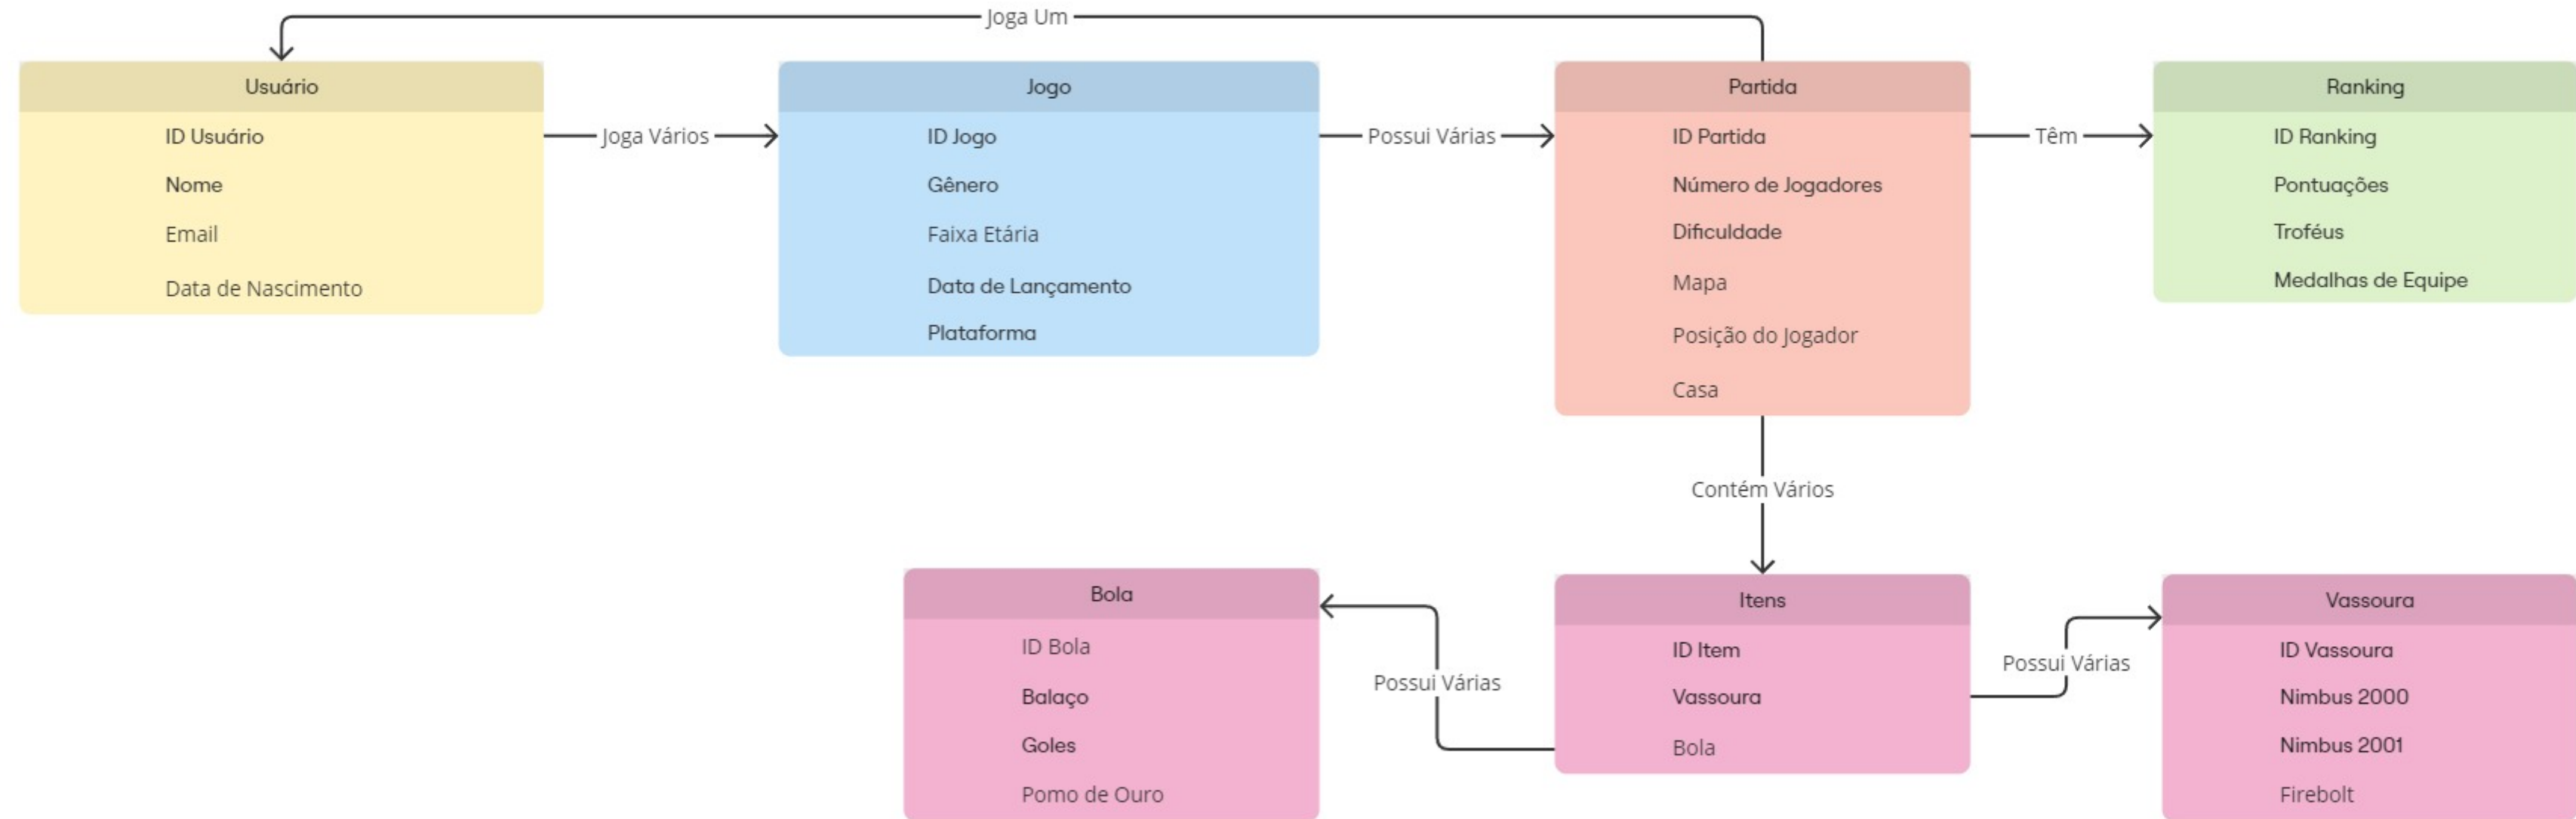 Joga Um
Usuário
ID Usuário
Nome
Email
Data de Nascimento
Joga Vários
Jogo
ID Jogo
Gênero
Faixa Etária
Data de Lançamento
Plataforma
Possui Várias
Partida
ID Partida
Número de Jogadores
Dificuldade
Mapa
Posição do Jogador
Casa
Têm
Ranking
ID Ranking
Pontuações
Troféus
Medalhas de Equipe
Contém Vários
Bola
ID Bola
Balaço
Goles
Pomo de Ouro
Possui Várias
Itens
ID Item
Vassoura
Bola
Possui Várias
Vassoura
ID Vassoura
Nimbus 2000
Nimbus 2001
Firebolt